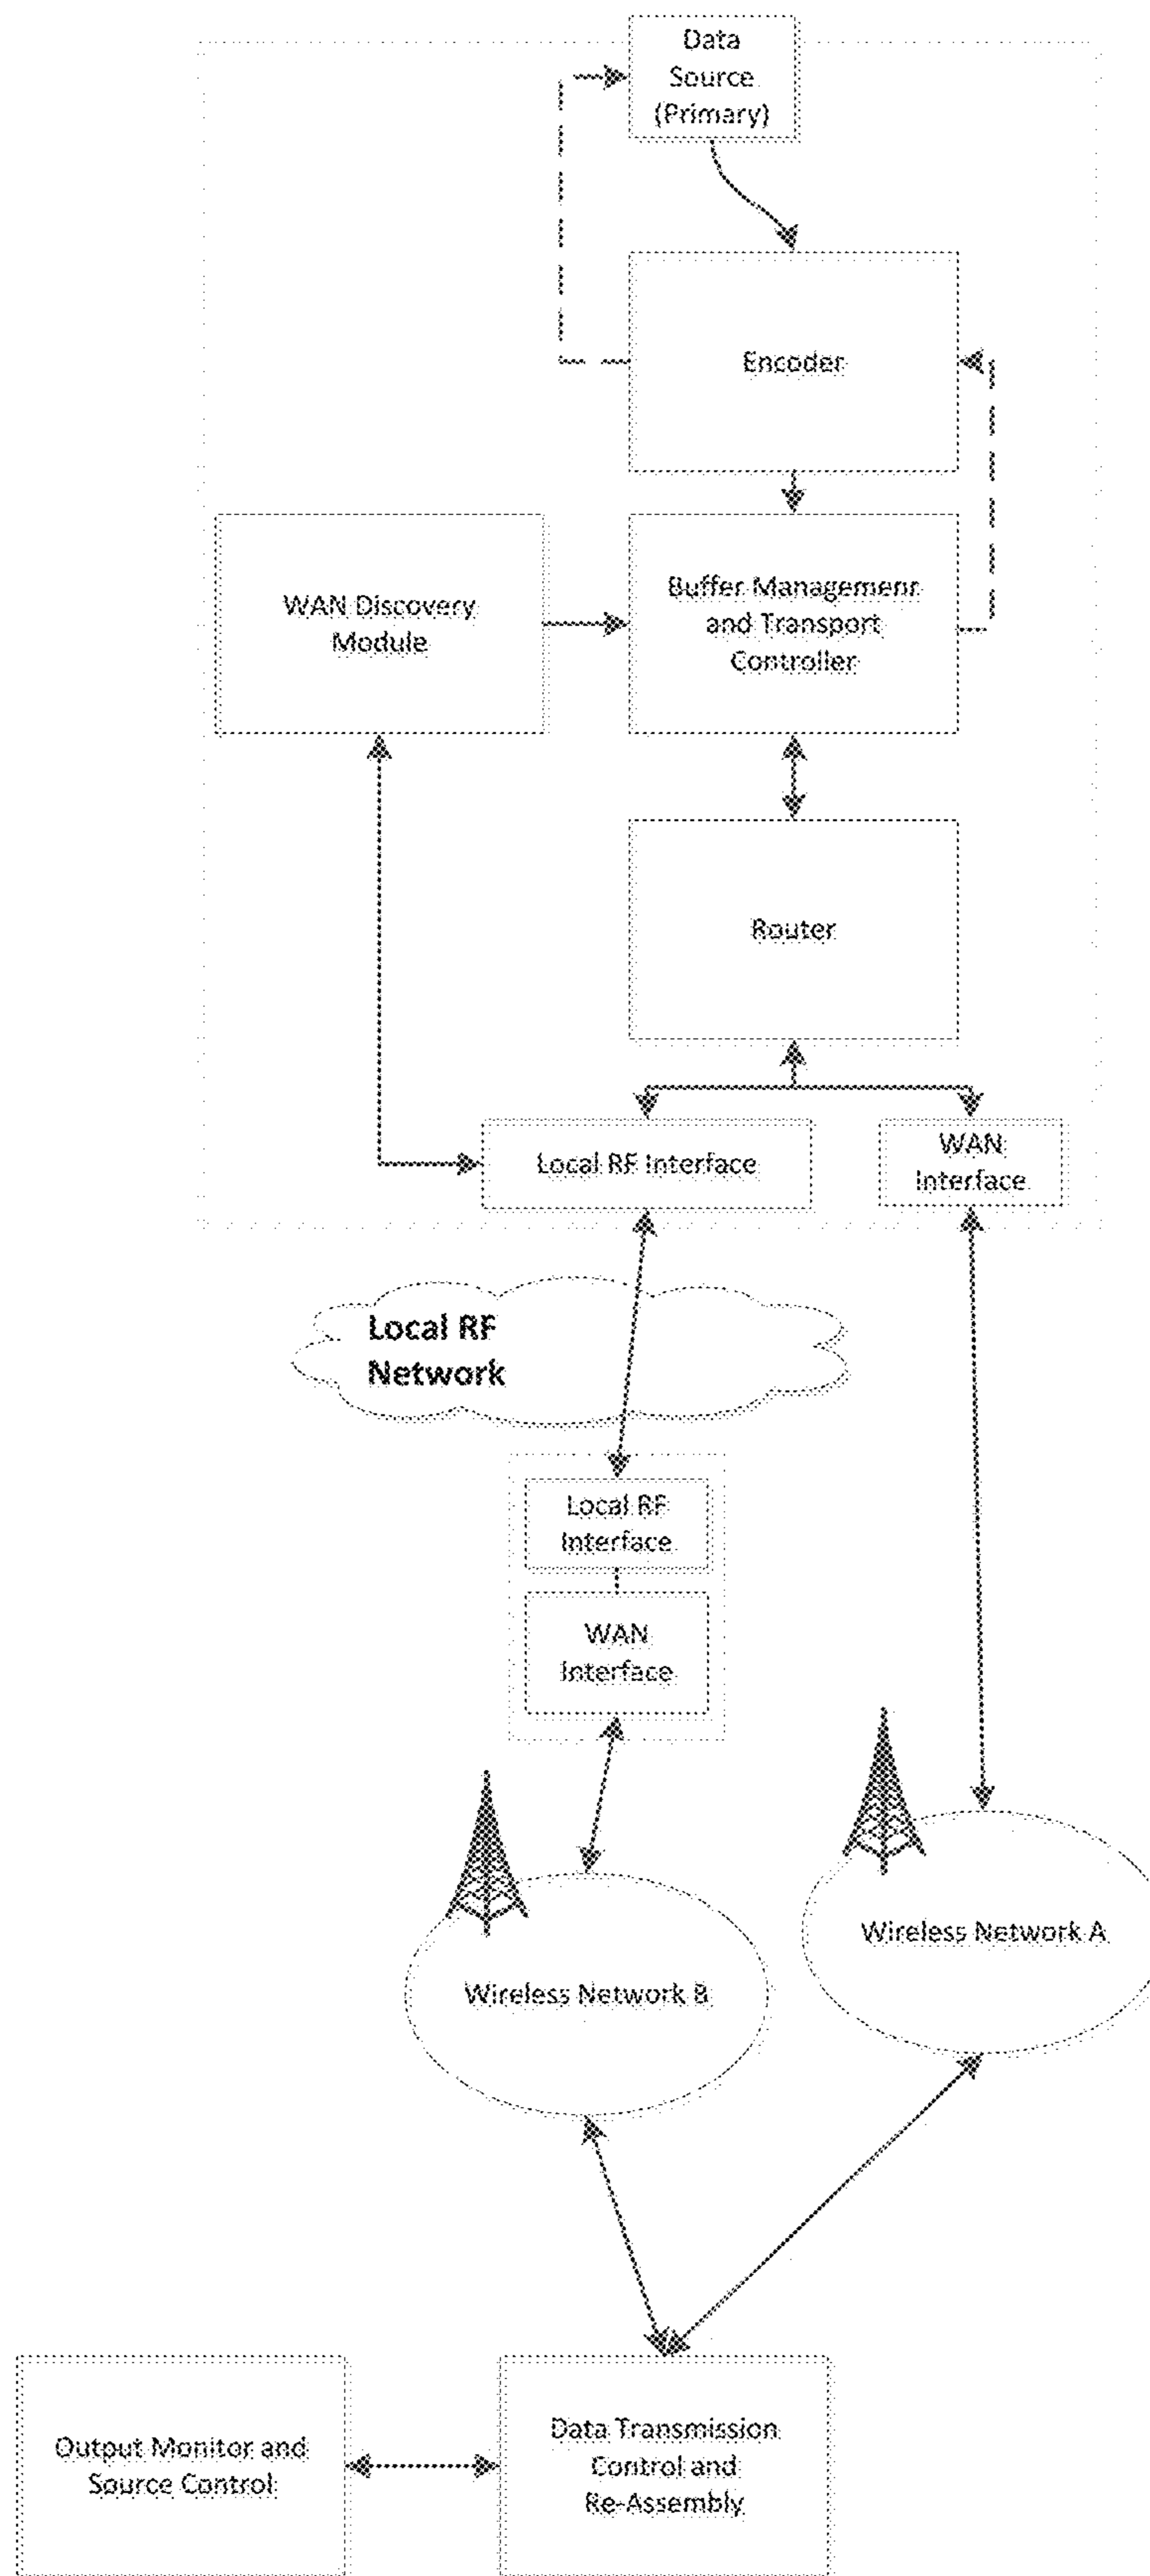 Data
Source
(Primary)
Encoder
WAN Discovery
Module
Buffer Managemenr
and Transport
Controller
Router
Local RF Interface
WAN
Interface
Local RF
Network
Local RF
Interface
WAN
Interface
Wireless Network A
Wireless Network B
Output Monitor and
Source Control
Data Transmission
Control and
Re-Assembly